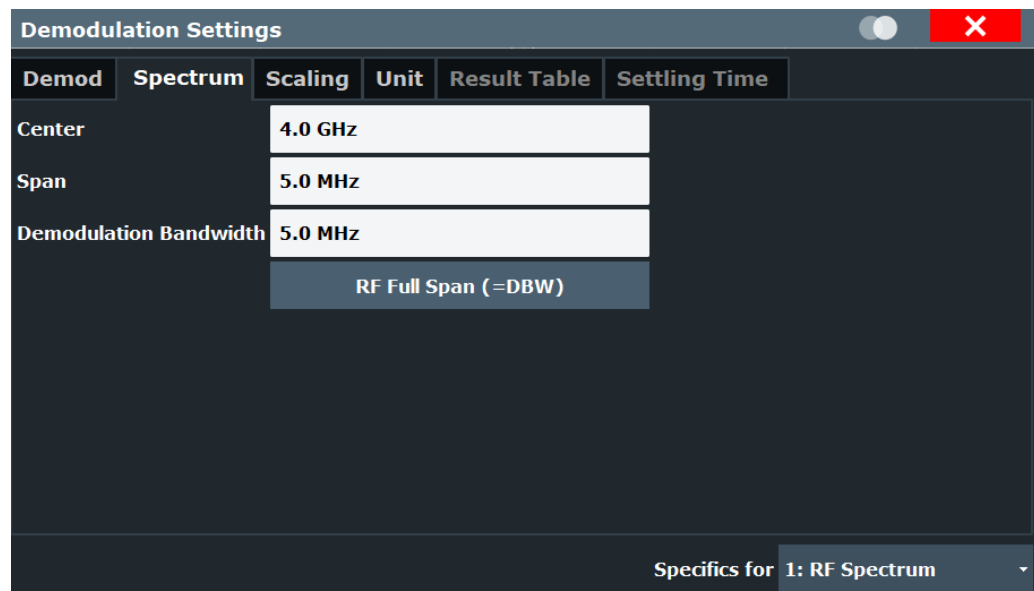 Demodulation Settings
Demod Spectrum Scaling Unit Result Table Settling Time
Center 4.0 GHz
Span 5.0 MHz
Demodulation Bandwidth 5.0 MHz
RF Full Span (=DBW)
Specifics for 1: RF Spectrum